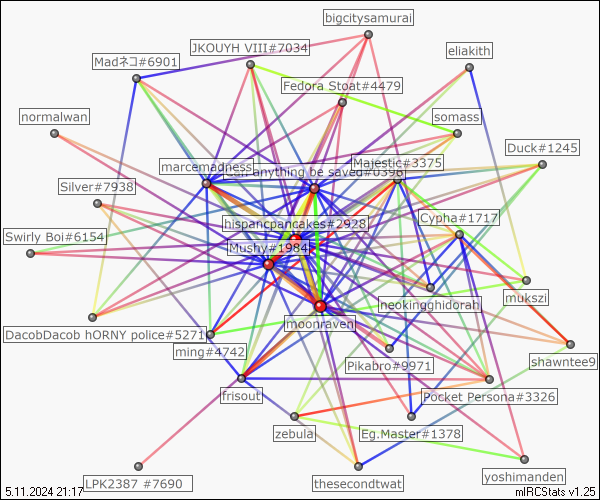 bigcitysamurai
JKOUYH VIII#7034
eliakith
Madネコ#6901
Fedora Stoat#4479
normalwan
somass
Duck#1245
marcemadness
Majestic#3375
anything be saved#0398
Silver#7938
Cypha#1717
hispancpancakes#2928
Swirly Boi#6154
Mushy#1984
neokingghidorah
mukszi
moonraven
DacobDacob hORNY police#5271
ming#4742
Pikabro#9971
shawntee9
frisout
Pocket Persona#3326
zebula
Eg.Master#1378
LPK2387 #7690
thesecondtwat
yoshimanden
5.11.2024 21:17
mIRCStats v1.25